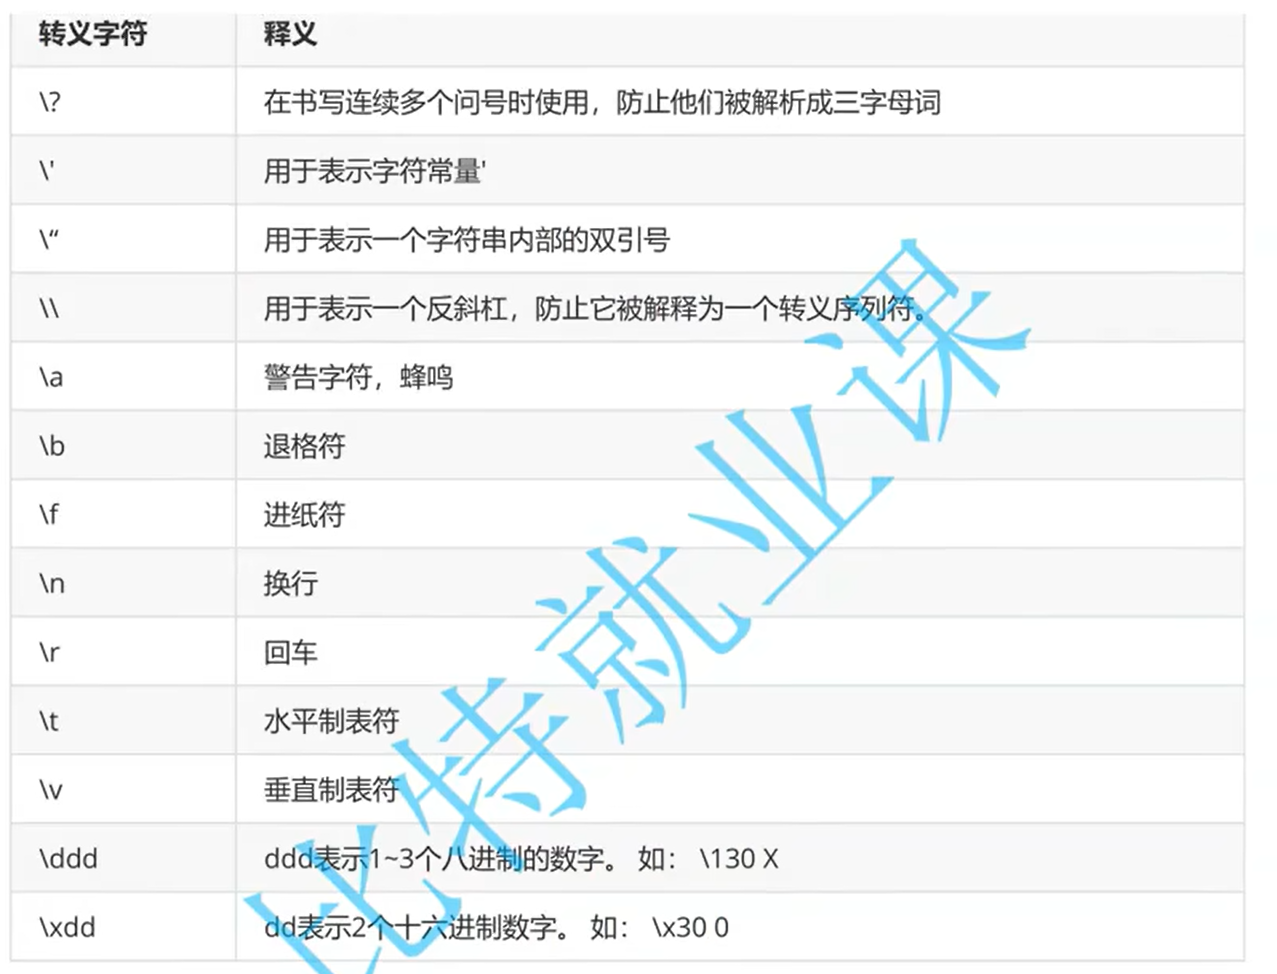 转义字符 释义
\? 在书写连续多个问号时使用，防止他们被解析成三字母词
\' 用于表示字符常量'
\“ 用于表示一个字符串内部的双引号
\\ 用于表示一个反斜杠，防止它被解释为一个转义序列符。
\a 警告字符，蜂鸣
\b 退格符
\f 进纸符
\n 换行
\r 回车
\t 水平制表符
\v 垂直制表符
\ddd ddd表示1~3个八进制的数字。 如： \130 X
\xdd dd表示2个十六进制数字。 如： \x30 0
比特就业课